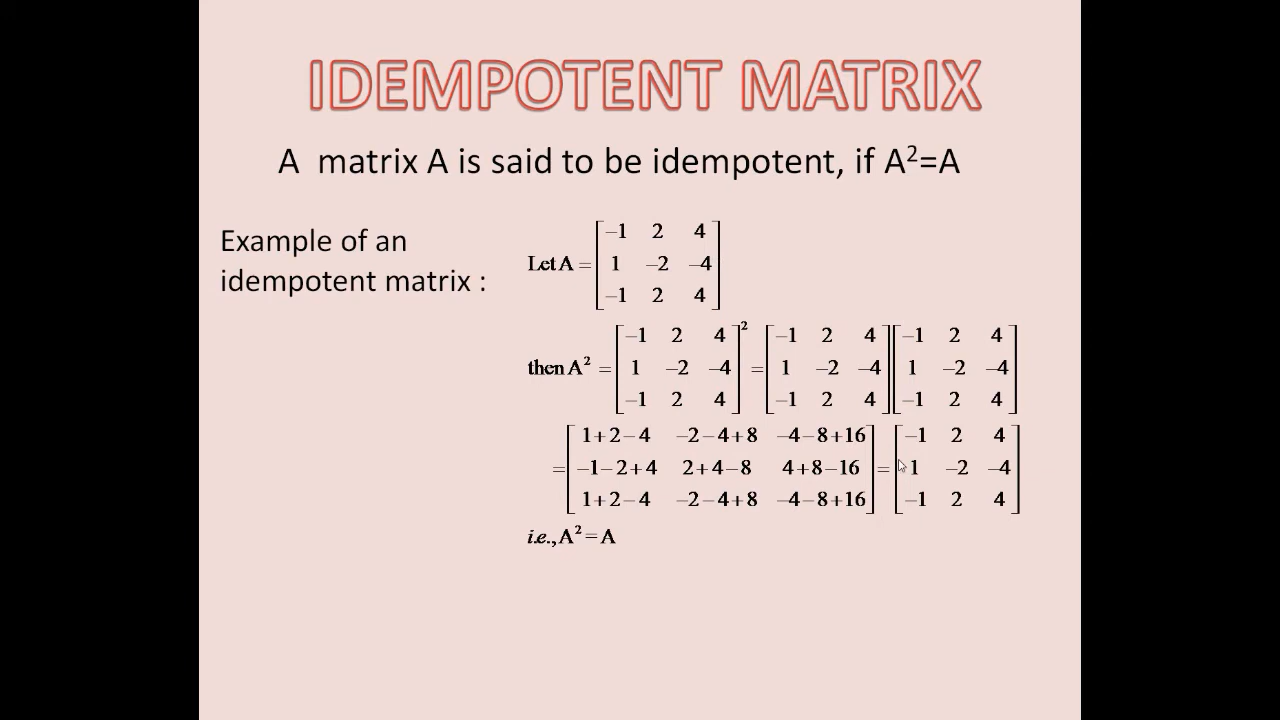 IDEMPOTENT MATRIX
A matrix A is said to be idempotent, if A²=A
Example of an
idempotent matrix :
Let A = [ −1 2 4
1 −2 −4
−1 2 4 ]
then A² = [ −1 2 4 ]² = [ −1 2 4 ] [ −1 2 4 ]
[ 1 −2 −4 ] [ 1 −2 −4 ] [ 1 −2 −4 ]
[ −1 2 4 ] [ −1 2 4 ] [ −1 2 4 ]
= [ 1+2−4 −2−4+8 −4−8+16 ] = [ −1 2 4 ]
[ −1−2+4 2+4−8 4+8−16 ] [ 1 −2 −4 ]
[ 1+2−4 −2−4+8 −4−8+16 ] [ −1 2 4 ]
i.e., A² = A